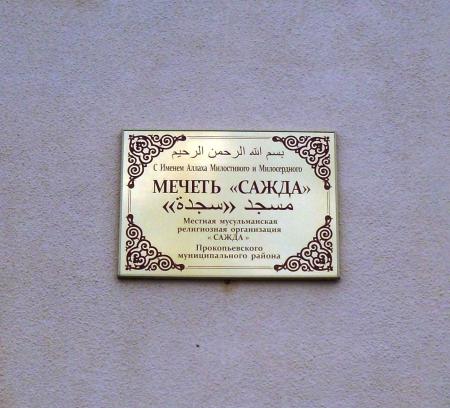 بسم الله الرحمن الرحيم
С Именем Аллаха Милостивого и Милосердного
МЕЧЕТЬ «САЖДА»
مسجد «سجدة»
Местная мусульманская
религиозная организация
« САЖДА »
Прокопьевского
муниципального района